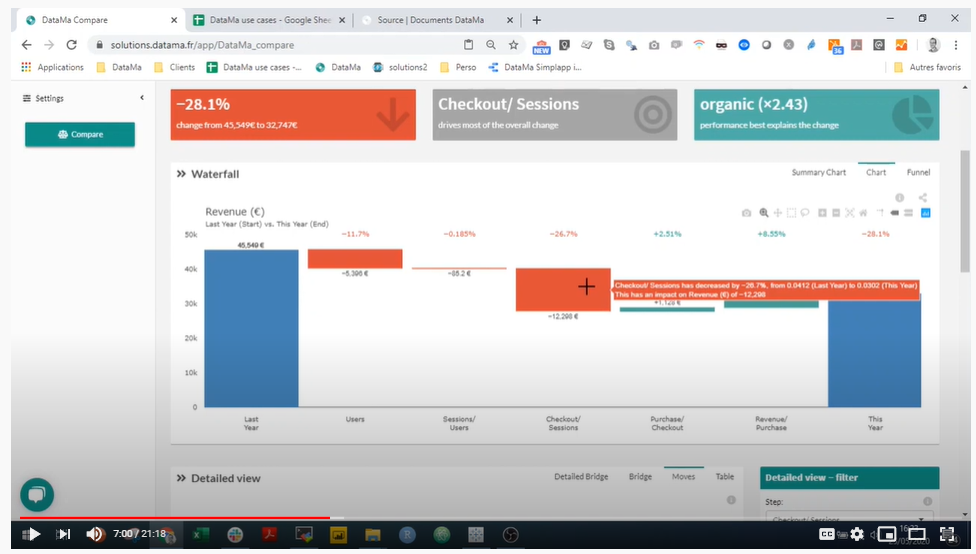 DataMa Compare
DataMa use cases - Google Shee
Source | Documents DataMa
solutions.datama.fr/app/DataMa_compare
NEW
36
Applications
DataMa
Clients
DataMa use cases -...
DataMa
solutions2
Perso
DataMa Simplapp i...
Autres favoris
Settings
Compare
−28.1%
change from 45,549€ to 32,747€
Checkout/ Sessions
drives most of the overall change
organic (×2.43)
performance best explains the change
Waterfall
Summary Chart
Chart
Funnel
Revenue (€)
Last Year (Start) vs. This Year (End)
50k
40k
30k
20k
10k
0
−11.7%
−0.185%
−26.7%
+2.51%
+8.55%
−28.1%
45,549 €
−5,396 €
−85.2 €
−12,298 €
+1,128 €
Checkout/ Sessions has decreased by −26.7%, from 0.0412 (Last Year) to 0.0302 (This Year)
This has an impact on Revenue (€) of −12,298
Last
Year
Users
Sessions/
Users
Checkout/
Sessions
Purchase/
Checkout
Revenue/
Purchase
This
Year
Detailed view
Detailed Bridge
Bridge
Moves
Table
Detailed view – filter
Step:
Checkout/ Sessions
7:00 / 21:18
CC